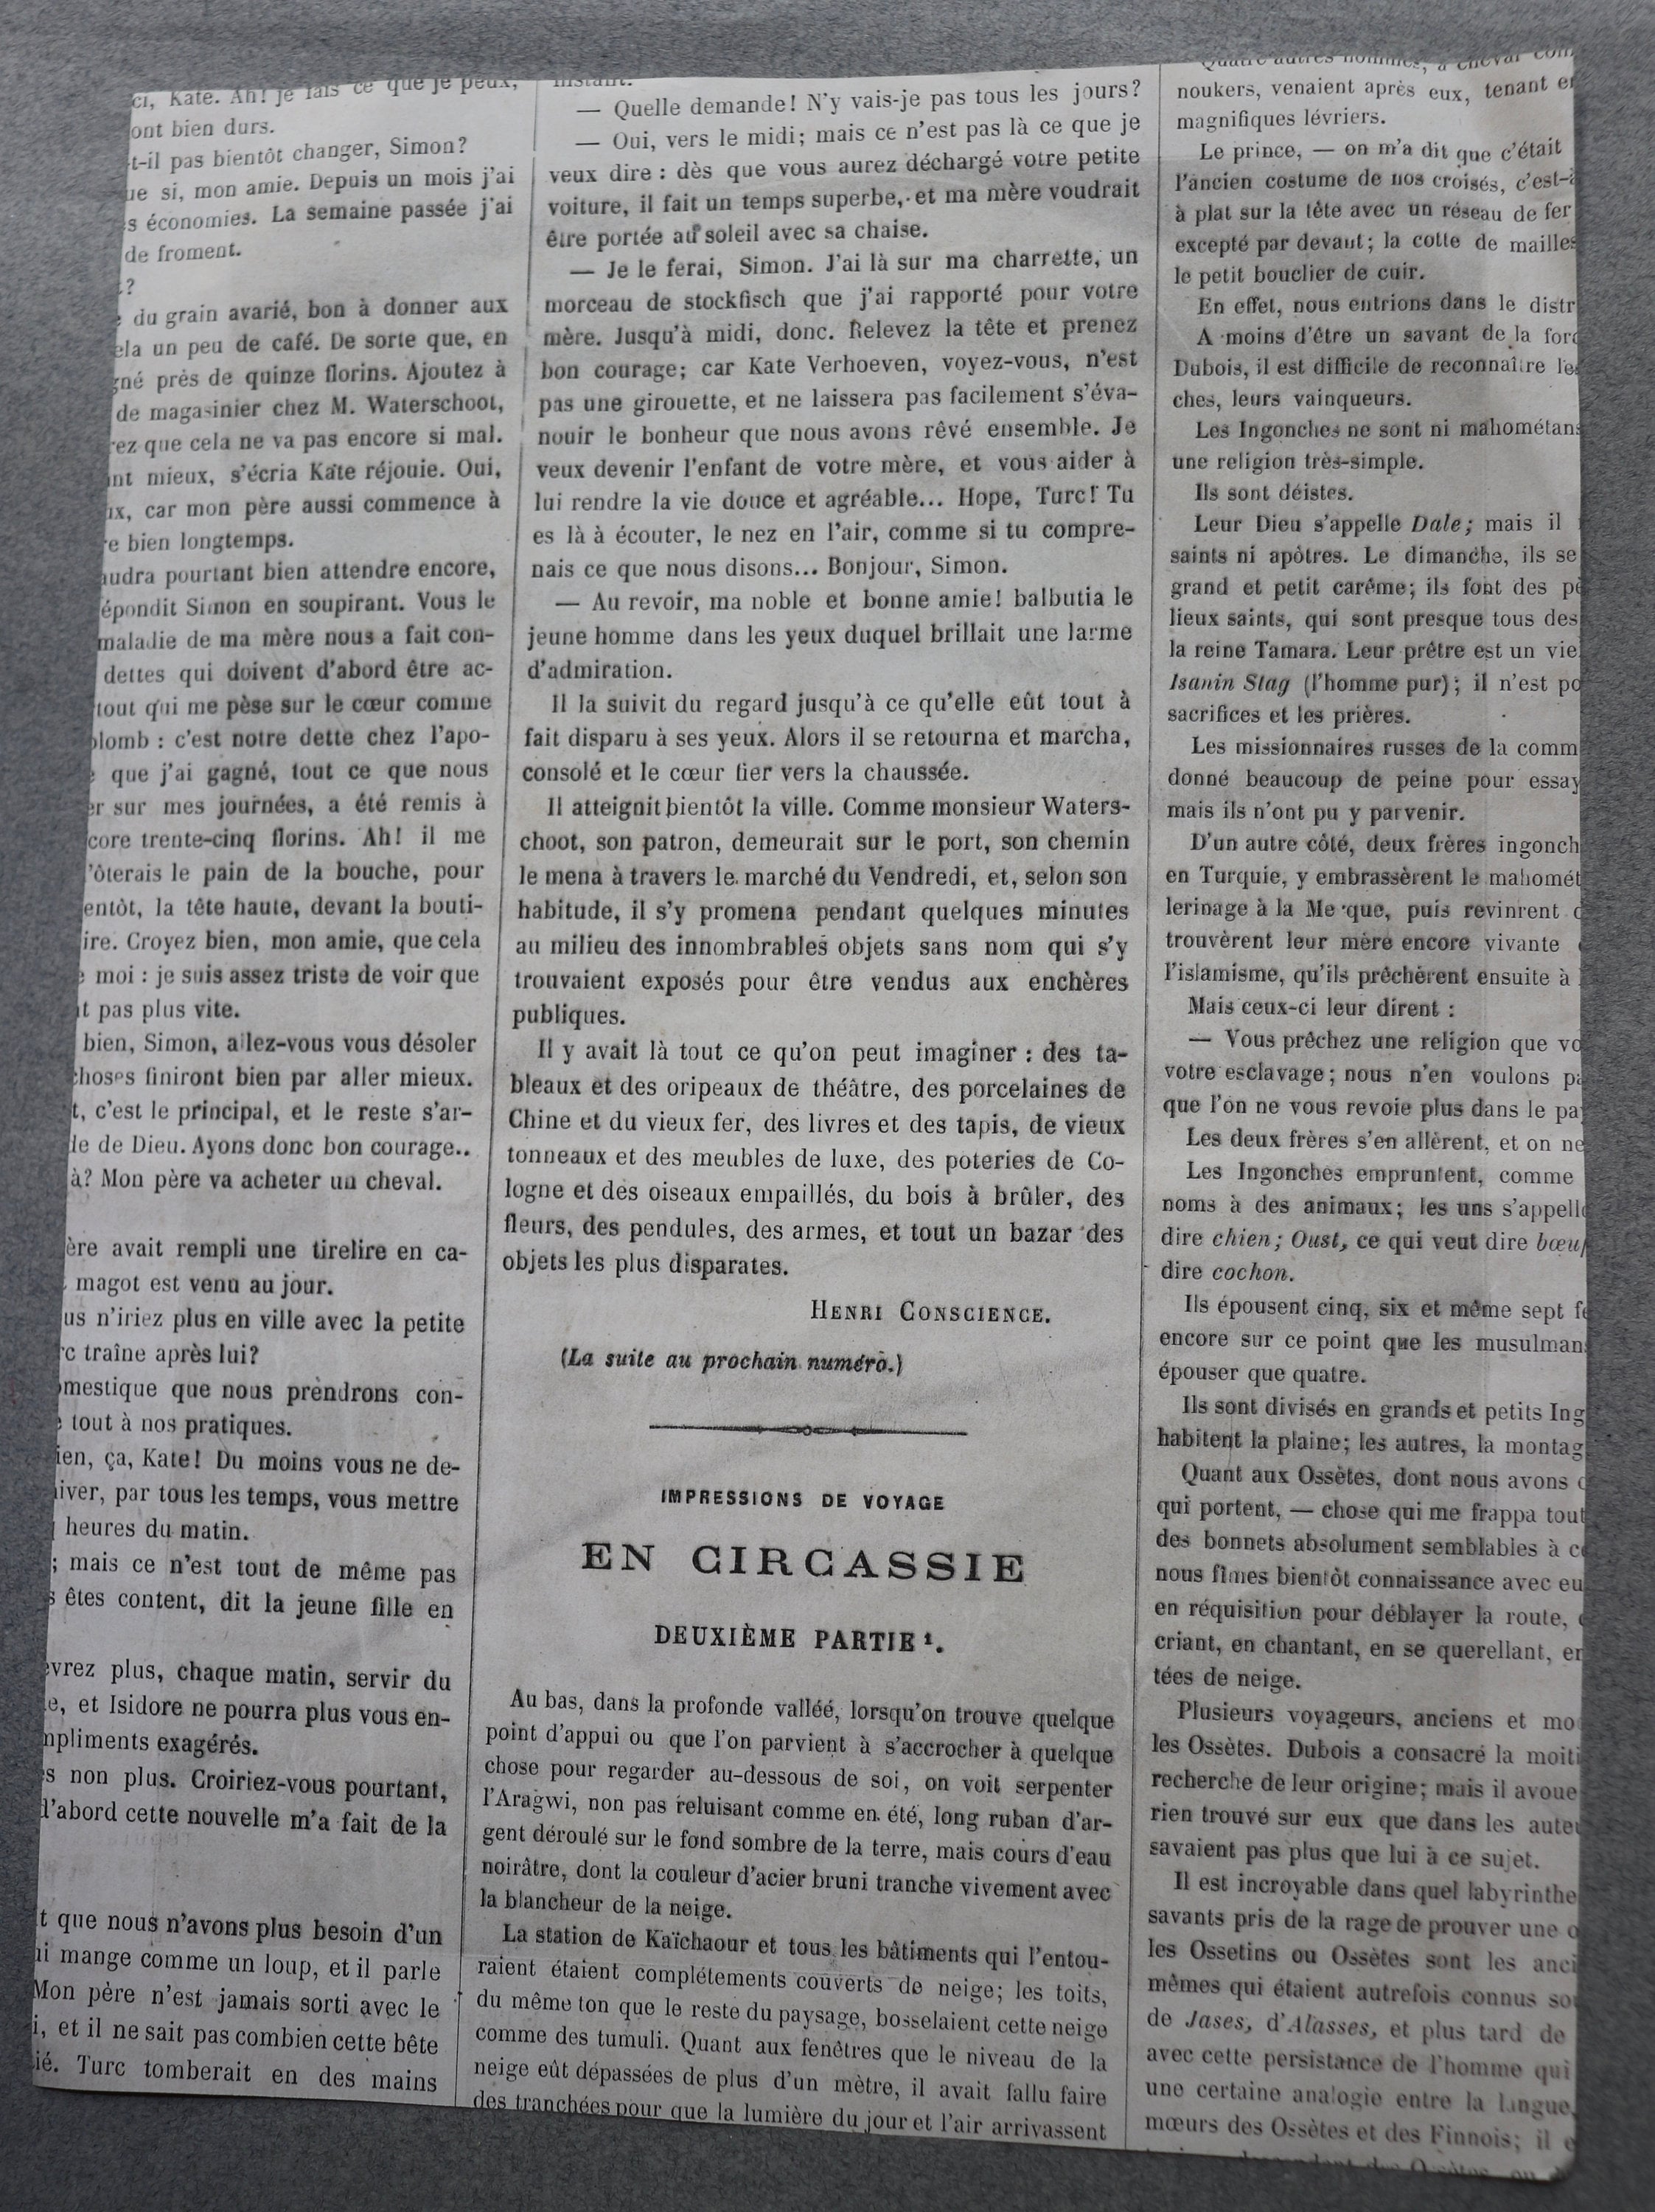 Kate. Ah! je fais ce que je peux,
ont bien durs.
t-il pas bientôt changer, Simon?
ue si, mon amie. Depuis un mois j'ai
s économies. La semaine passée j'ai
de froment.
?
du grain avarié, bon à donner aux
ela un peu de café. De sorte que, en
gné près de quinze florins. Ajoutez à
de magasinier chez M. Waterschoot,
rez que cela ne va pas encore si mal.
nt mieux, s'écria Kate réjouie. Oui,
ux, car mon père aussi commence à
e bien longtemps.
audra pourtant bien attendre encore,
épondit Simon en soupirant. Vous le
maladie de ma mère nous a fait con-
dettes qui doivent d'abord être ac-
tout qui me pèse sur le cœur comme
plomb : c'est notre dette chez l'apo-
que j'ai gagné, tout ce que nous
er sur mes journées, a été remis à
core trente-cinq florins. Ah! il me
'ôterais le pain de la bouche, pour
entôt, la tête haute, devant la bouti-
ire. Croyez bien, mon amie, que cela
moi : je suis assez triste de voir que
t pas plus vite.
bien, Simon, allez-vous vous désoler
choses finiront bien par aller mieux.
t, c'est le principal, et le reste s'ar-
de de Dieu. Ayons donc bon courage..
à? Mon père va acheter un cheval.
ère avait rempli une tirelire en ca-
magot est venu au jour.
us n'iriez plus en ville avec la petite
rc traîne après lui?
omestique que nous prendrons con-
tout à nos pratiques.
ien, ça, Kate! Du moins vous ne de-
iver, par tous les temps, vous mettre
heures du matin.
; mais ce n'est tout de même pas
s êtes content, dit la jeune fille en
evrez plus, chaque matin, servir du
e, et Isidore ne pourra plus vous en-
mpliments exagérés.
s non plus. Croiriez-vous pourtant,
d'abord cette nouvelle m'a fait de la
t que nous n'avons plus besoin d'un
ui mange comme un loup, et il parle
Mon père n'est jamais sorti avec le
i, et il ne sait pas combien cette bête
ié. Turc tomberait en des mains
instant.
— Quelle demande! N'y vais-je pas tous les jours?
— Oui, vers le midi; mais ce n'est pas là ce que je
veux dire : dès que vous aurez déchargé votre petite
voiture, il fait un temps superbe, et ma mère voudrait
être portée au soleil avec sa chaise.
— Je le ferai, Simon. J'ai là sur ma charrette, un
morceau de stockfisch que j'ai rapporté pour votre
mère. Jusqu'à midi, donc. Relevez la tête et prenez
bon courage; car Kate Verhoeven, voyez-vous, n'est
pas une girouette, et ne laissera pas facilement s'éva-
nouir le bonheur que nous avons rêvé ensemble. Je
veux devenir l'enfant de votre mère, et vous aider à
lui rendre la vie douce et agréable... Hope, Turc! Tu
es là à écouter, le nez en l'air, comme si tu compre-
nais ce que nous disons... Bonjour, Simon.
— Au revoir, ma noble et bonne amie! balbutia le
jeune homme dans les yeux duquel brillait une larme
d'admiration.
Il la suivit du regard jusqu'à ce qu'elle eût tout à
fait disparu à ses yeux. Alors il se retourna et marcha,
consolé et le cœur fier vers la chaussée.
Il atteignit bientôt la ville. Comme monsieur Waters-
choot, son patron, demeurait sur le port, son chemin
le mena à travers le marché du Vendredi, et, selon son
habitude, il s'y promena pendant quelques minutes
au milieu des innombrables objets sans nom qui s'y
trouvaient exposés pour être vendus aux enchères
publiques.
Il y avait là tout ce qu'on peut imaginer : des ta-
bleaux et des oripeaux de théâtre, des porcelaines de
Chine et du vieux fer, des livres et des tapis, de vieux
tonneaux et des meubles de luxe, des poteries de Co-
logne et des oiseaux empaillés, du bois à brûler, des
fleurs, des pendules, des armes, et tout un bazar des
objets les plus disparates.
HENRI CONSCIENCE.
(La suite au prochain numéro.)
IMPRESSIONS DE VOYAGE
EN CIRCASSIE
DEUXIÈME PARTIE ¹.
Au bas, dans la profonde valléé, lorsqu'on trouve quelque
point d'appui ou que l'on parvient à s'accrocher à quelque
chose pour regarder au-dessous de soi, on voit serpenter
l'Aragwi, non pas reluisant comme en été, long ruban d'ar-
gent déroulé sur le fond sombre de la terre, mais cours d'eau
noirâtre, dont la couleur d'acier bruni tranche vivement avec
la blancheur de la neige.
La station de Kaïchaour et tous les bâtiments qui l'entou-
raient étaient complétements couverts de neige; les toits,
du même ton que le reste du paysage, bosselaient cette neige
comme des tumuli. Quant aux fenêtres que le niveau de la
neige eût dépassées de plus d'un mètre, il avait fallu faire
des tranchées pour que la lumière du jour et l'air arrivassent
Quatre autres hommes, à cheval com
noukers, venaient après eux, tenant en
magnifiques lévriers.
Le prince, — on m'a dit que c'était
l'ancien costume de nos croisés, c'est-à
à plat sur la tête avec un réseau de fer
excepté par devant; la cotte de mailles
le petit bouclier de cuir.
En effet, nous entrions dans le distr
A moins d'être un savant de la forc
Dubois, il est difficile de reconnaître les
ches, leurs vainqueurs.
Les Ingonches ne sont ni mahométans
une religion très-simple.
Ils sont déistes.
Leur Dieu s'appelle Dale; mais il
saints ni apôtres. Le dimanche, ils se
grand et petit carême; ils font des pè
lieux saints, qui sont presque tous des
la reine Tamara. Leur prêtre est un viei
Isanin Stag (l'homme pur); il n'est po
sacrifices et les prières.
Les missionnaires russes de la comm
donné beaucoup de peine pour essay
mais ils n'ont pu y parvenir.
D'un autre côté, deux frères ingonch
en Turquie, y embrassèrent le mahomét
lerinage à la Me que, puis revinrent
trouvèrent leur mère encore vivante
l'islamisme, qu'ils prêchèrent ensuite à
Mais ceux-ci leur dirent :
— Vous prêchez une religion que vo
votre esclavage; nous n'en voulons pa
que l'on ne vous revoie plus dans le pay
Les deux frères s'en allèrent, et on ne
Les Ingonches empruntent, comme
noms à des animaux; les uns s'appelle
dire chien; Oust, ce qui veut dire bœuf
dire cochon.
Ils épousent cinq, six et même sept fe
encore sur ce point que les musulmans
épouser que quatre.
Ils sont divisés en grands et petits Ing
habitent la plaine; les autres, la montag
Quant aux Ossètes, dont nous avons
qui portent, — chose qui me frappa tout
des bonnets absolument semblables à ce
nous fîmes bientôt connaissance avec eu
en réquisition pour déblayer la route,
criant, en chantant, en se querellant, en
tées de neige.
Plusieurs voyageurs, anciens et mo
les Ossètes. Dubois a consacré la moiti
recherche de leur origine; mais il avoue
rien trouvé sur eux que dans les auteu
savaient pas plus que lui à ce sujet.
Il est incroyable dans quel labyrinthe
savants pris de la rage de prouver une o
les Ossetins ou Ossètes sont les anci
mêmes qui étaient autrefois connus sou
de Jases, d'Alasses, et plus tard de
avec cette persistance de l'homme qui
une certaine analogie entre la langue,
mœurs des Ossètes et des Finnois; il e